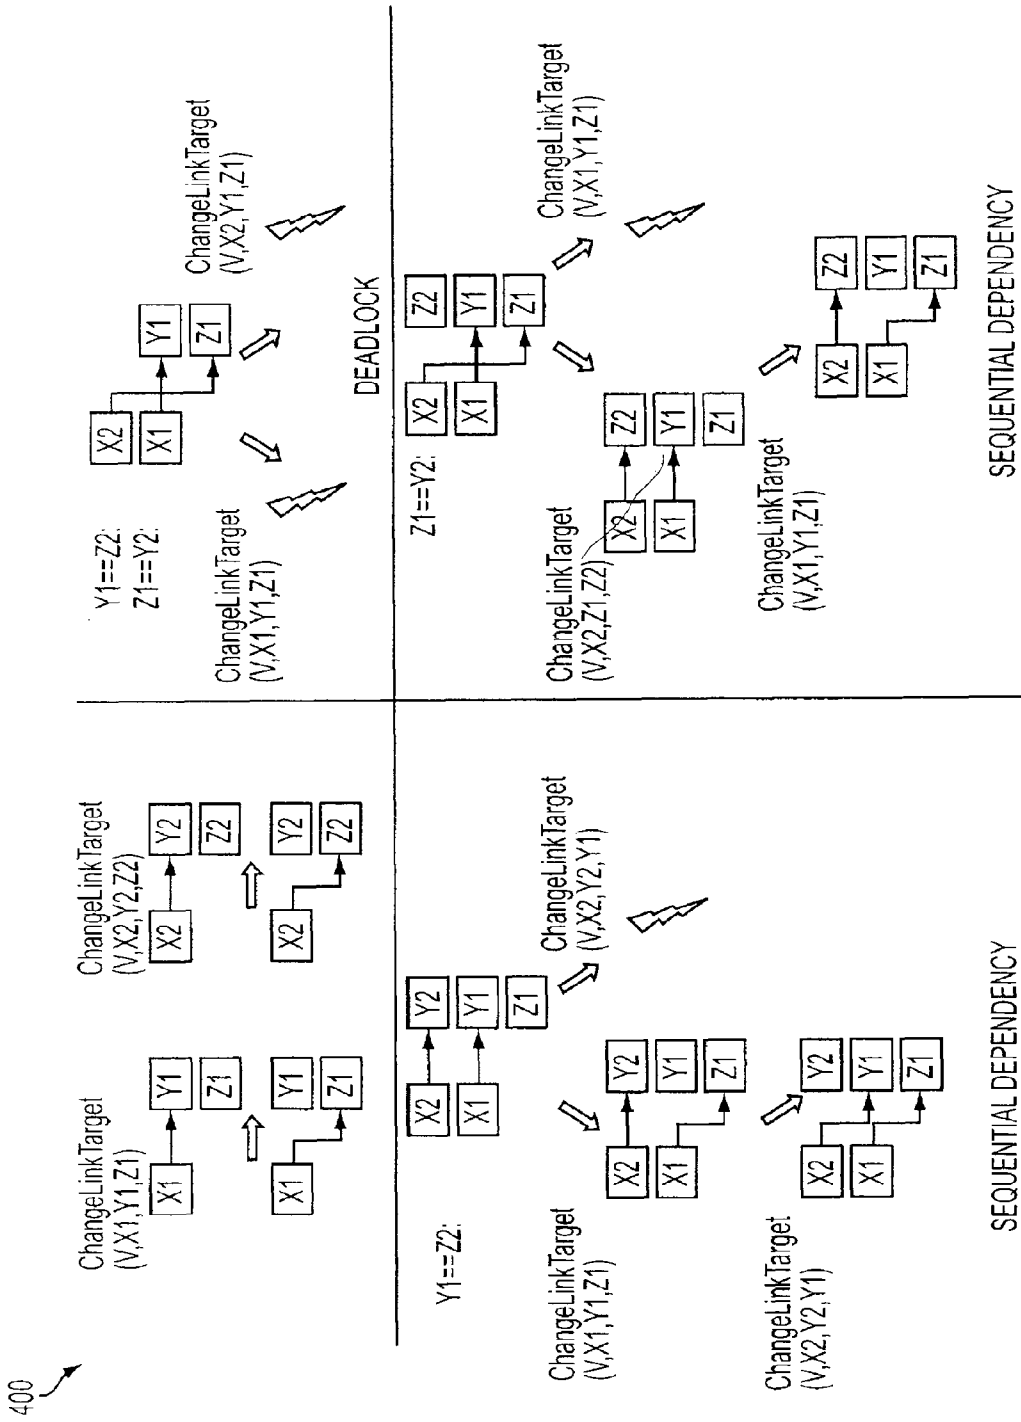 400
ChangeLinkTarget
(V,X1,Y1,Z1)
X1
Y1
Z1
X1
Y1
Z1
ChangeLinkTarget
(V,X2,Y2,Z2)
X2
Y2
Z2
X2
Y2
Z2
Y1==Z2:
Z1==Y2:
X2
X1
Y1
Z1
ChangeLinkTarget
(V,X1,Y1,Z1)
ChangeLinkTarget
(V,X2,Y1,Z1)
DEADLOCK
Y1==Z2:
X2
Y2
X1
Y1
Z1
ChangeLinkTarget
(V,X1,Y1,Z1)
ChangeLinkTarget
(V,X2,Y2,Y1)
X2
Y2
X1
Y1
Z1
ChangeLinkTarget
(V,X2,Y2,Y1)
X2
Y2
X1
Y1
Z1
SEQUENTIAL DEPENDENCY
Z1==Y2:
X2
Z2
X1
Y1
Z1
ChangeLinkTarget
(V,X2,Z1,Z2)
ChangeLinkTarget
(V,X1,Y1,Z1)
X2
Z2
X1
Y1
Z1
ChangeLinkTarget
(V,X1,Y1,Z1)
X2
Z2
X1
Y1
Z1
SEQUENTIAL DEPENDENCY